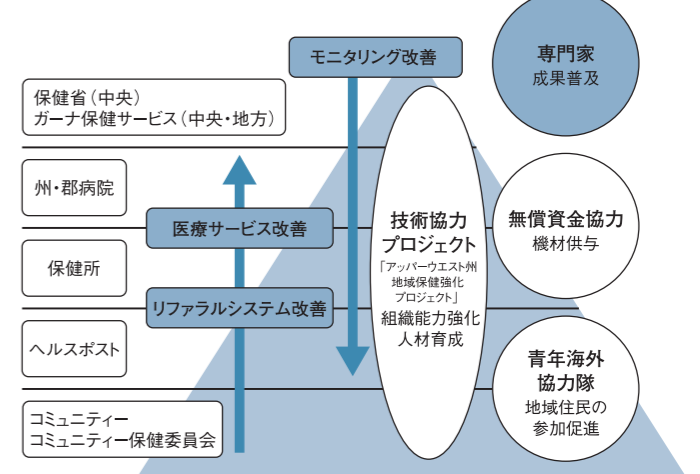 モニタリング改善
専門家
成果普及
保健省（中央）
ガーナ保健サービス（中央・地方）
州・郡病院
医療サービス改善
保健所
リファラルシステム改善
ヘルスポスト
コミュニティー
コミュニティー保健委員会
技術協力
プロジェクト
「アッパーウエスト州
地域保健強化
プロジェクト」
組織能力強化
人材育成
無償資金協力
機材供与
青年海外
協力隊
地域住民の
参加促進